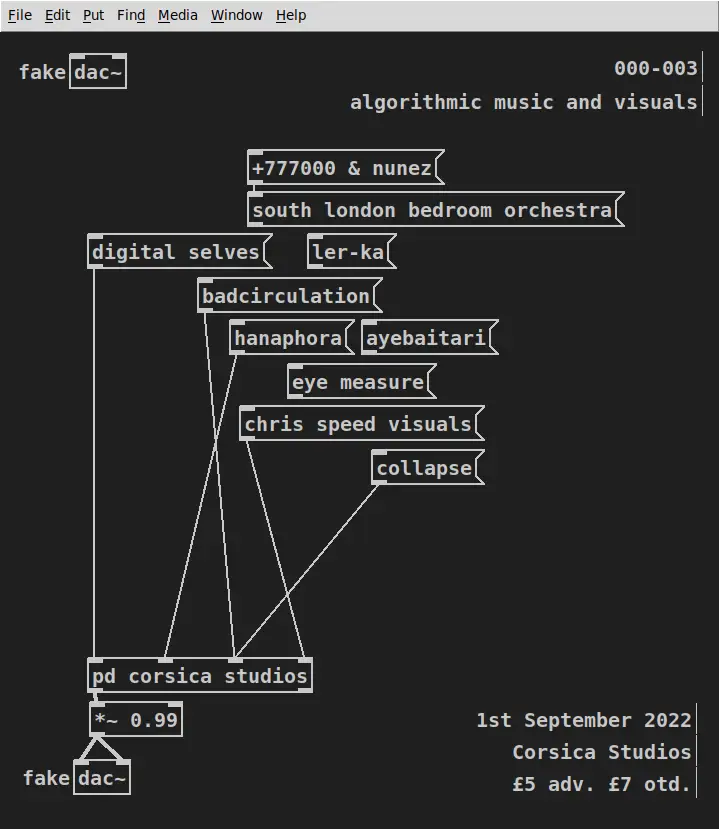 File Edit Put Find Media Window Help
fake dac~
000-003
algorithmic music and visuals
+777000 & nunez
south london bedroom orchestra
digital selves
ler-ka
badcirculation
hanaphora
ayebaitari
eye measure
chris speed visuals
collapse
pd corsica studios
*~ 0.99
fake dac~
1st September 2022
Corsica Studios
£5 adv. £7 otd.